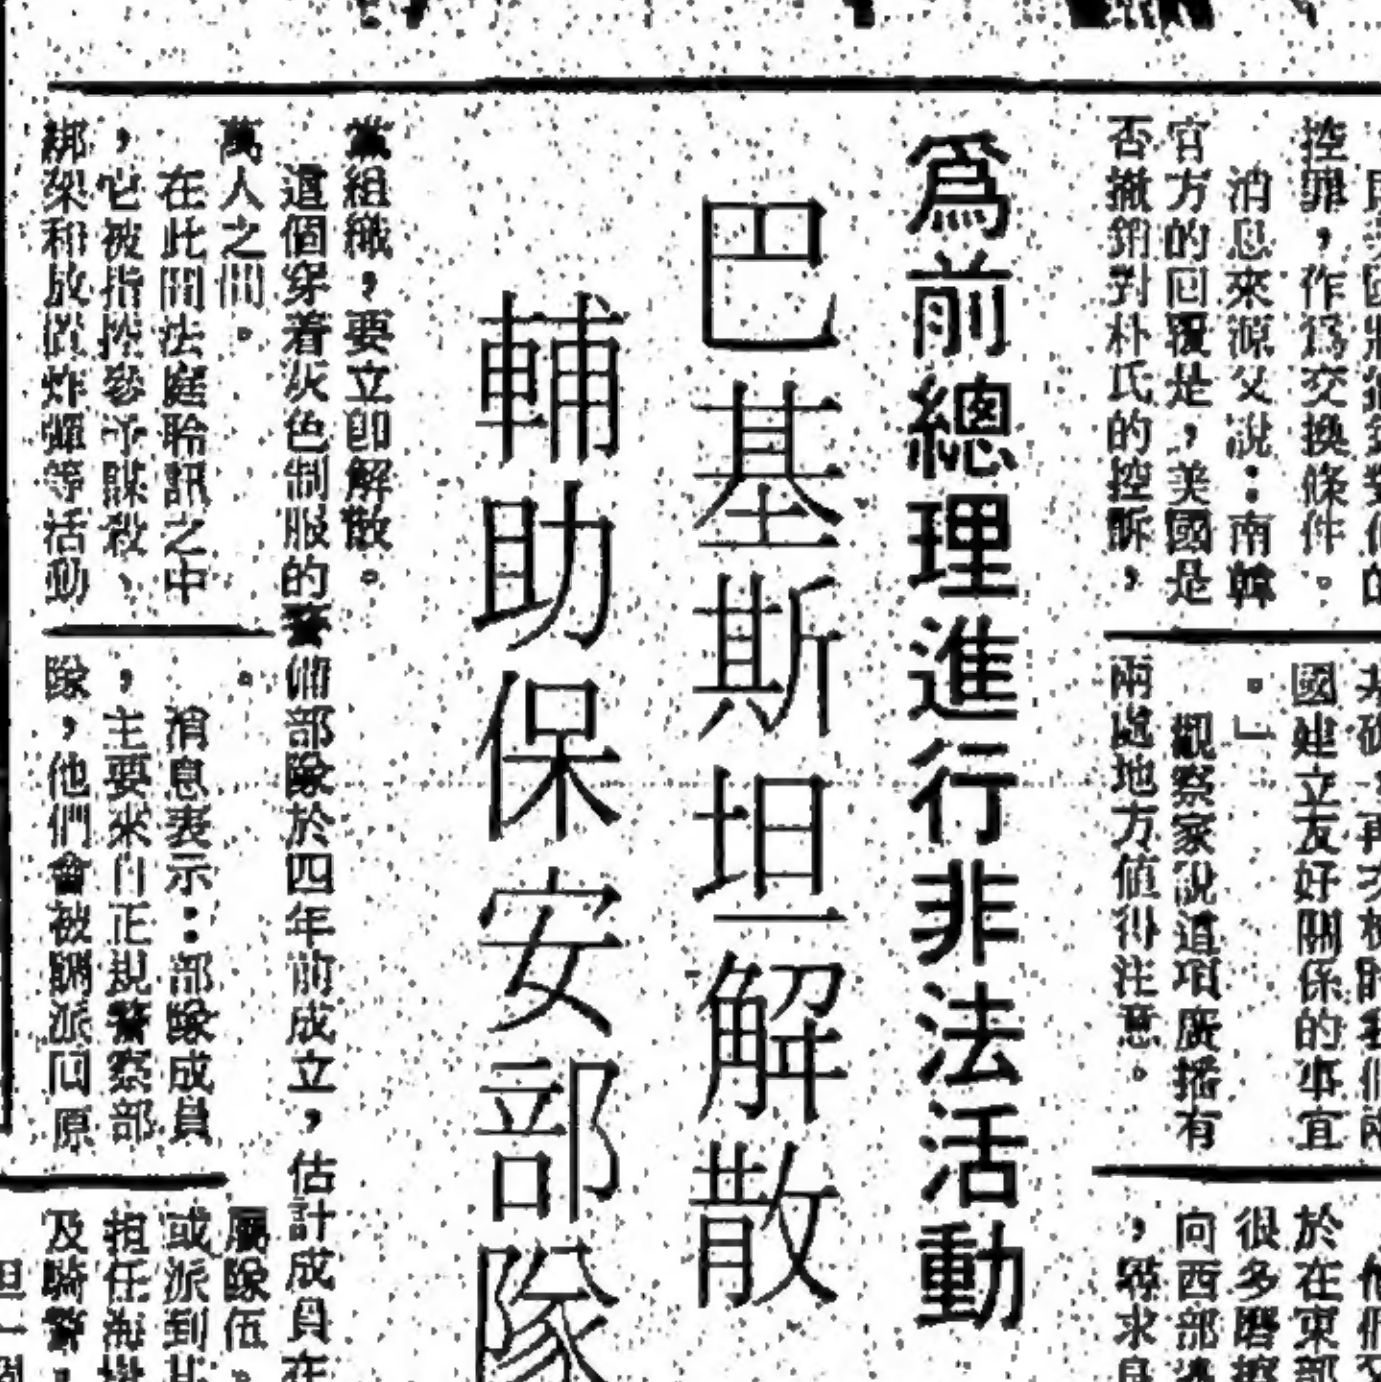 控罪，作爲交換條件。
消息來源又說：南韓
官方的回覆是，美國是
否撤銷對朴氏的控訴，
國建立友好關係的事宜
。」
觀察家說這項廣播有
兩處地方值得注意。
於在東部
很多磨擦
向西部
，尋求
爲前總理進行非法活動
巴基斯坦解散
輔助保安部隊
黨組織，要立即解散。
這個穿着灰色制服的警備部隊於四年前成立，估計成員在
萬人之間。
在此間法庭聆訊之中
，它被指控參予謀殺、
綁架和放置炸彈等活動
。
消息表示：部隊成員
，主要來自正規警察部
隊，他們會被調派回原
屬隊伍。
或派到其
担任海
及騎警，
但一個